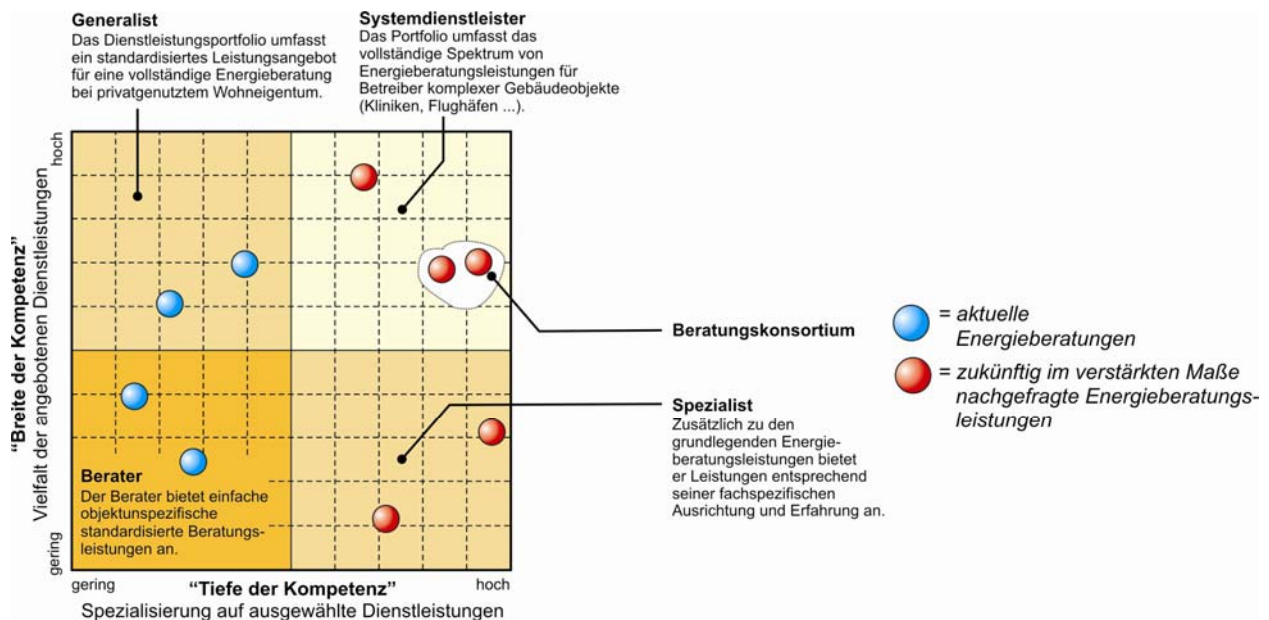 Generalist
Das Dienstleistungsportfolio umfasst
ein standardisiertes Leistungsangebot
für eine vollständige Energieberatung
bei privatgenutztem Wohneigentum.
Systemdienstleister
Das Portfolio umfasst das
vollständige Spektrum von
Energieberatungsleistungen für
Betreiber komplexer Gebäudeobjekte
(Kliniken, Flughäfen ...).
"Breite der Kompetenz"
Vielfalt der angebotenen Dienstleistungen
hoch
gering
Beratungskonsortium
Spezialist
Zusätzlich zu den
grundlegenden Energie-
beratungsleistungen bietet
er Leistungen entsprechend
seiner fachspezifischen
Ausrichtung und Erfahrung an.
Berater
Der Berater bietet einfache
objektunspezifische
standardisierte Beratungs-
leistungen an.
gering
"Tiefe der Kompetenz"
hoch
Spezialisierung auf ausgewählte Dienstleistungen
= aktuelle
Energieberatungen
= zukünftig im verstärkten Maße
nachgefragte Energieberatungs-
leistungen